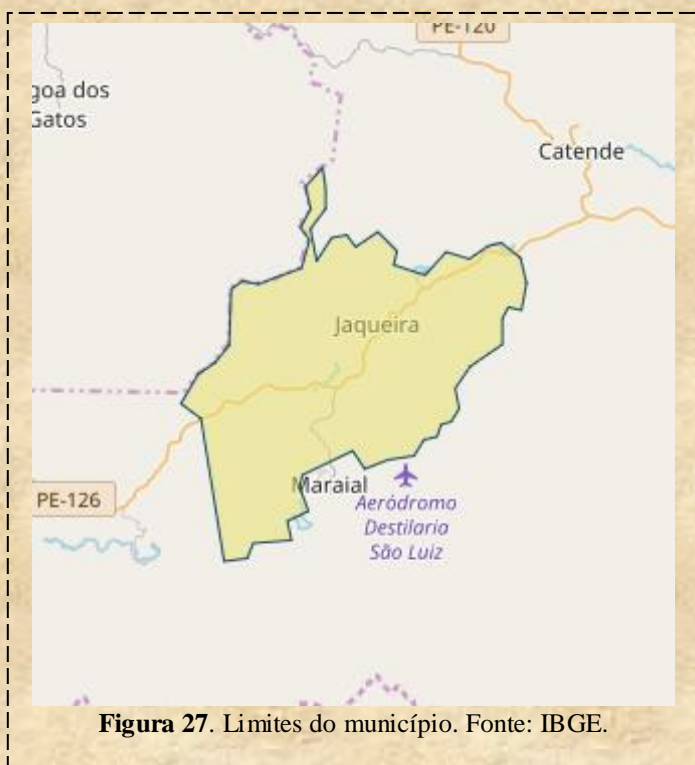 PE-120
goa dos
Gatos
Catende
Jaqueira
PE-126
Maraial
Aeródromo
Destilaria
São Luiz
Figura 27. Limites do município. Fonte: IBGE.